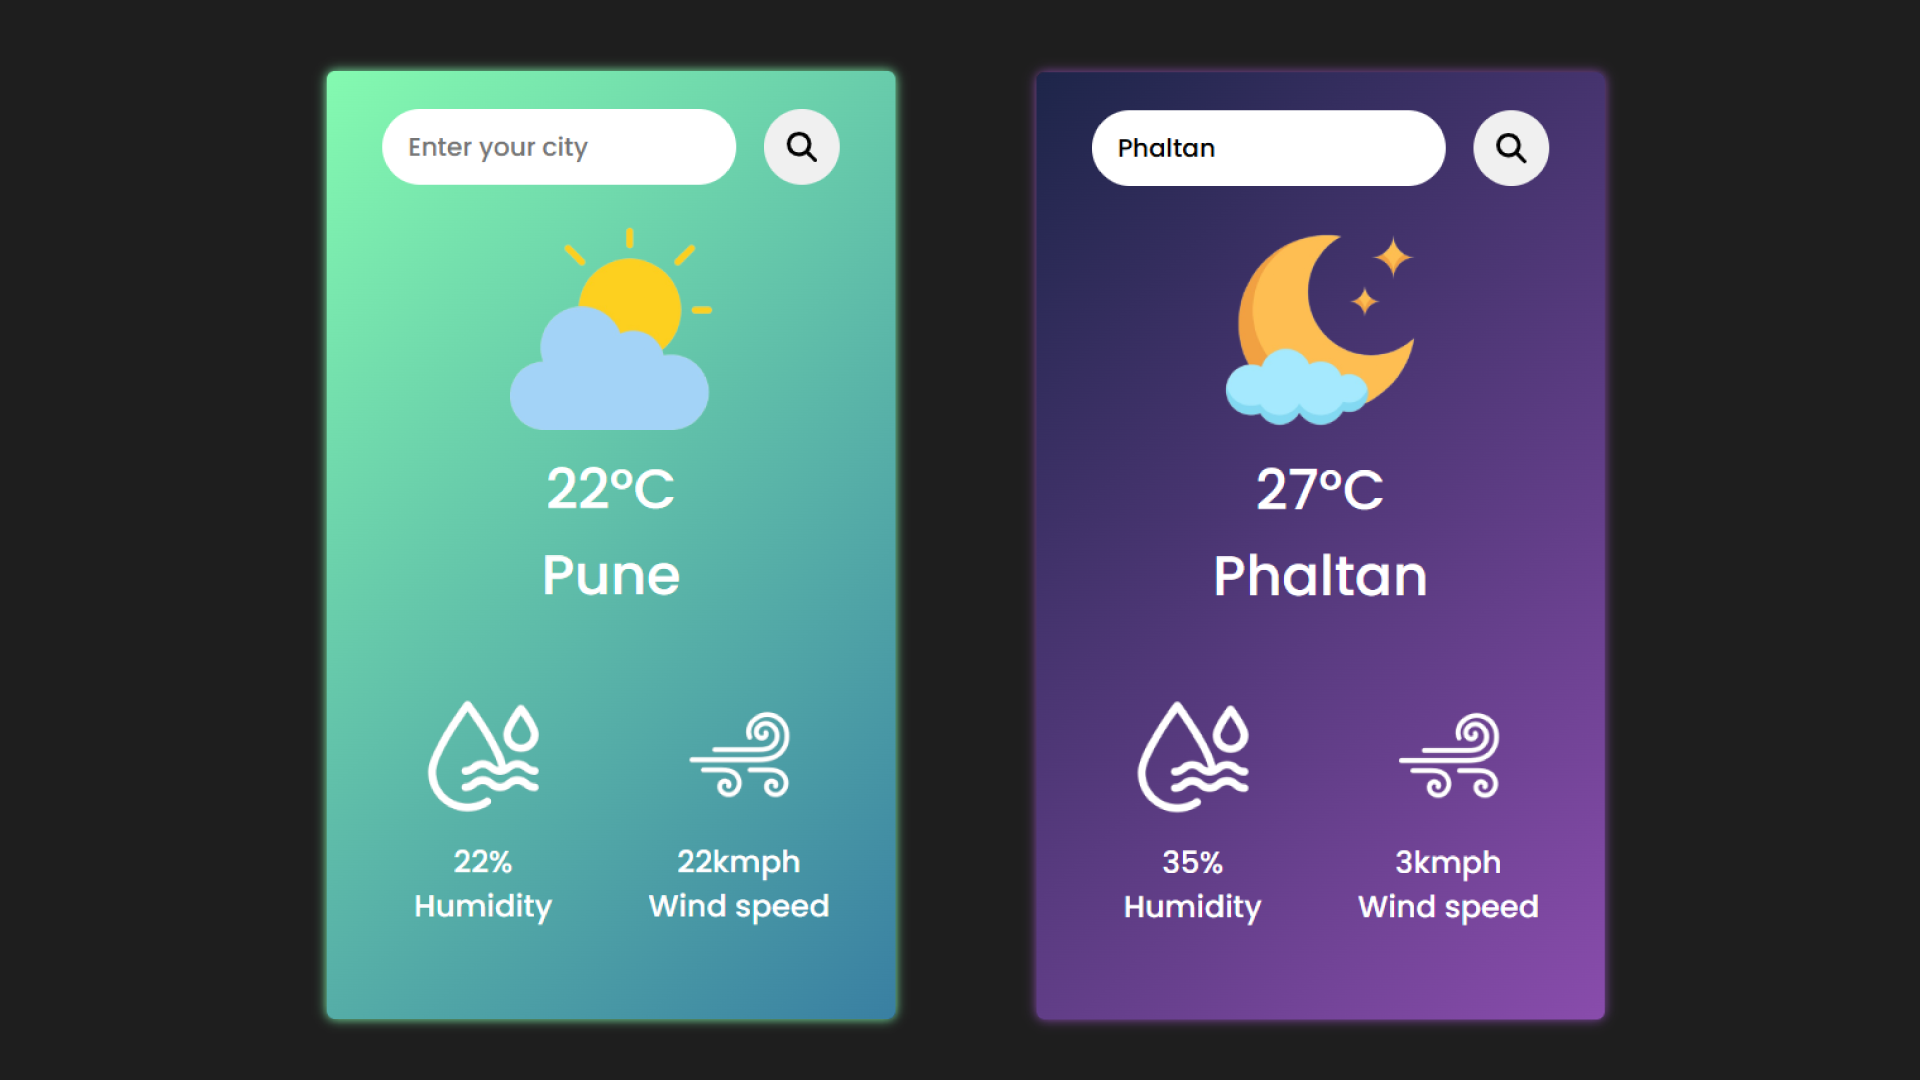 Enter your city
22°C
Pune
22%
Humidity
22kmph
Wind speed
Phaltan
27°C
Phaltan
35%
Humidity
3kmph
Wind speed